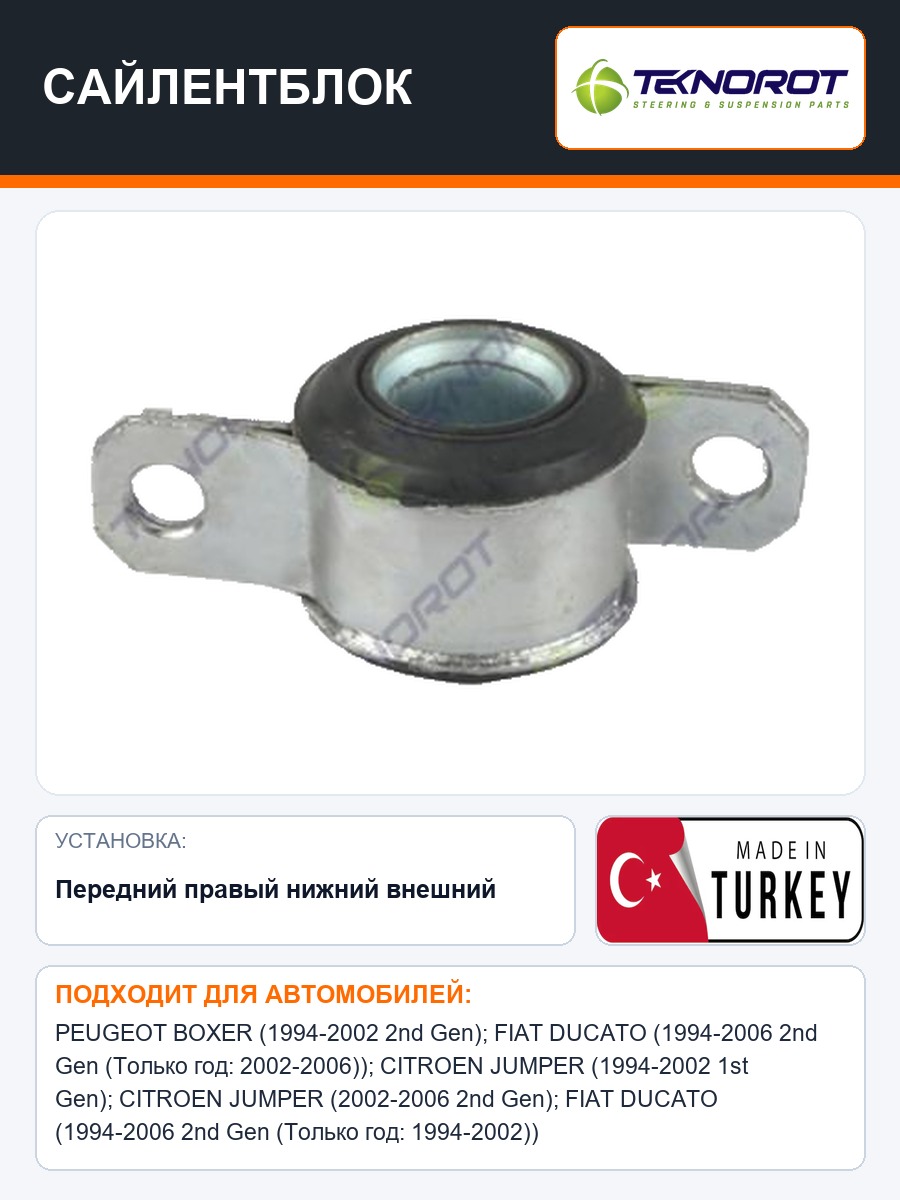 САЙЛЕНТБЛОК
TEKNOROT
STEERING & SUSPENSION PARTS
TEKNOROT
УСТАНОВКА:
Передний правый нижний внешний
MADE IN
TURKEY
ПОДХОДИТ ДЛЯ АВТОМОБИЛЕЙ:
PEUGEOT BOXER (1994-2002 2nd Gen); FIAT DUCATO (1994-2006 2nd
Gen (Только год: 2002-2006)); CITROEN JUMPER (1994-2002 1st
Gen); CITROEN JUMPER (2002-2006 2nd Gen); FIAT DUCATO
(1994-2006 2nd Gen (Только год: 1994-2002))